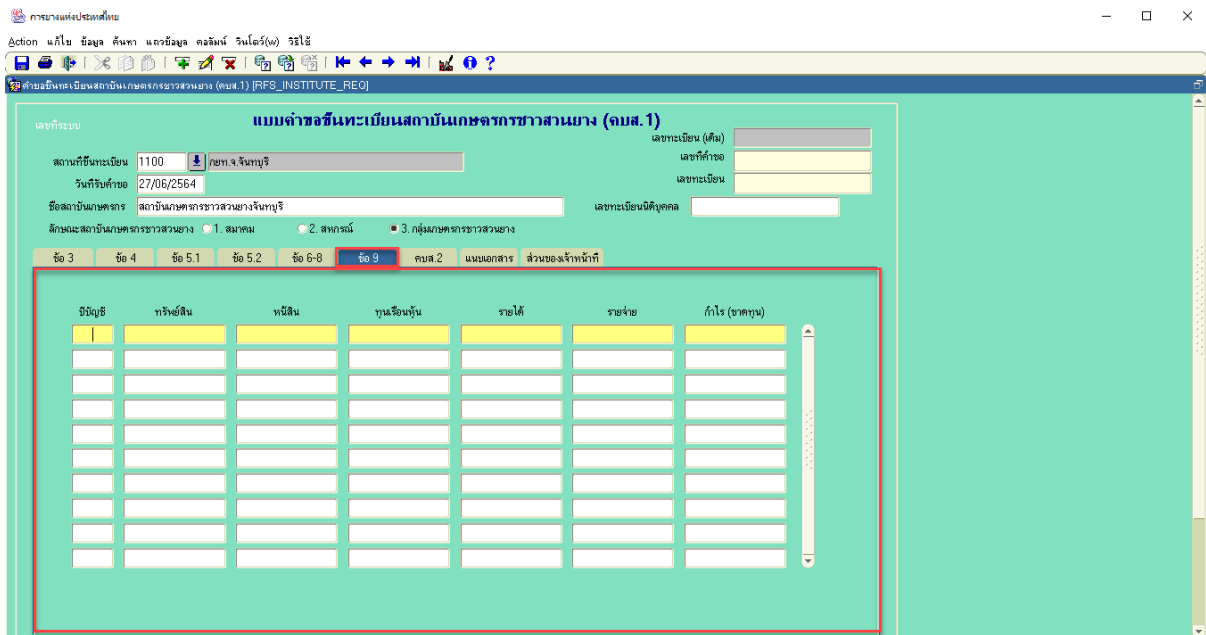 การยางแห่งประเทศไทย
Action แก้ไข ข้อมูล ค้นหา แถวข้อมูล คอลัมน์ วินโดว์(w) วิธีใช้
คำขอขึ้นทะเบียนสถาบันเกษตรกรชาวสวนยาง (คบส.1) [RFS_INSTITUTE_REQ]
เลขที่ระบบ
แบบคำขอขึ้นทะเบียนสถาบันเกษตรกรชาวสวนยาง (คบส.1)
เลขทะเบียน (เดิม)
สถานที่ขึ้นทะเบียน 1100 กยท.จ.จันทบุรี เลขที่คำขอ
วันที่รับคำขอ 27/06/2564 เลขทะเบียน
ชื่อสถาบันเกษตรกร สถาบันเกษตรกรชาวสวนยางจันทบุรี เลขทะเบียนนิติบุคคล
ลักษณะสถาบันเกษตรกรชาวสวนยาง 1. สมาคม 2. สหกรณ์ 3. กลุ่มเกษตรกรชาวสวนยาง
ข้อ 3 ข้อ 4 ข้อ 5.1 ข้อ 5.2 ข้อ 6-8 ข้อ 9 คบส.2 แนบเอกสาร ส่วนของเจ้าหน้าที่
ปีบัญชี ทรัพย์สิน หนี้สิน ทุนเรือนหุ้น รายได้ รายจ่าย กำไร (ขาดทุน)